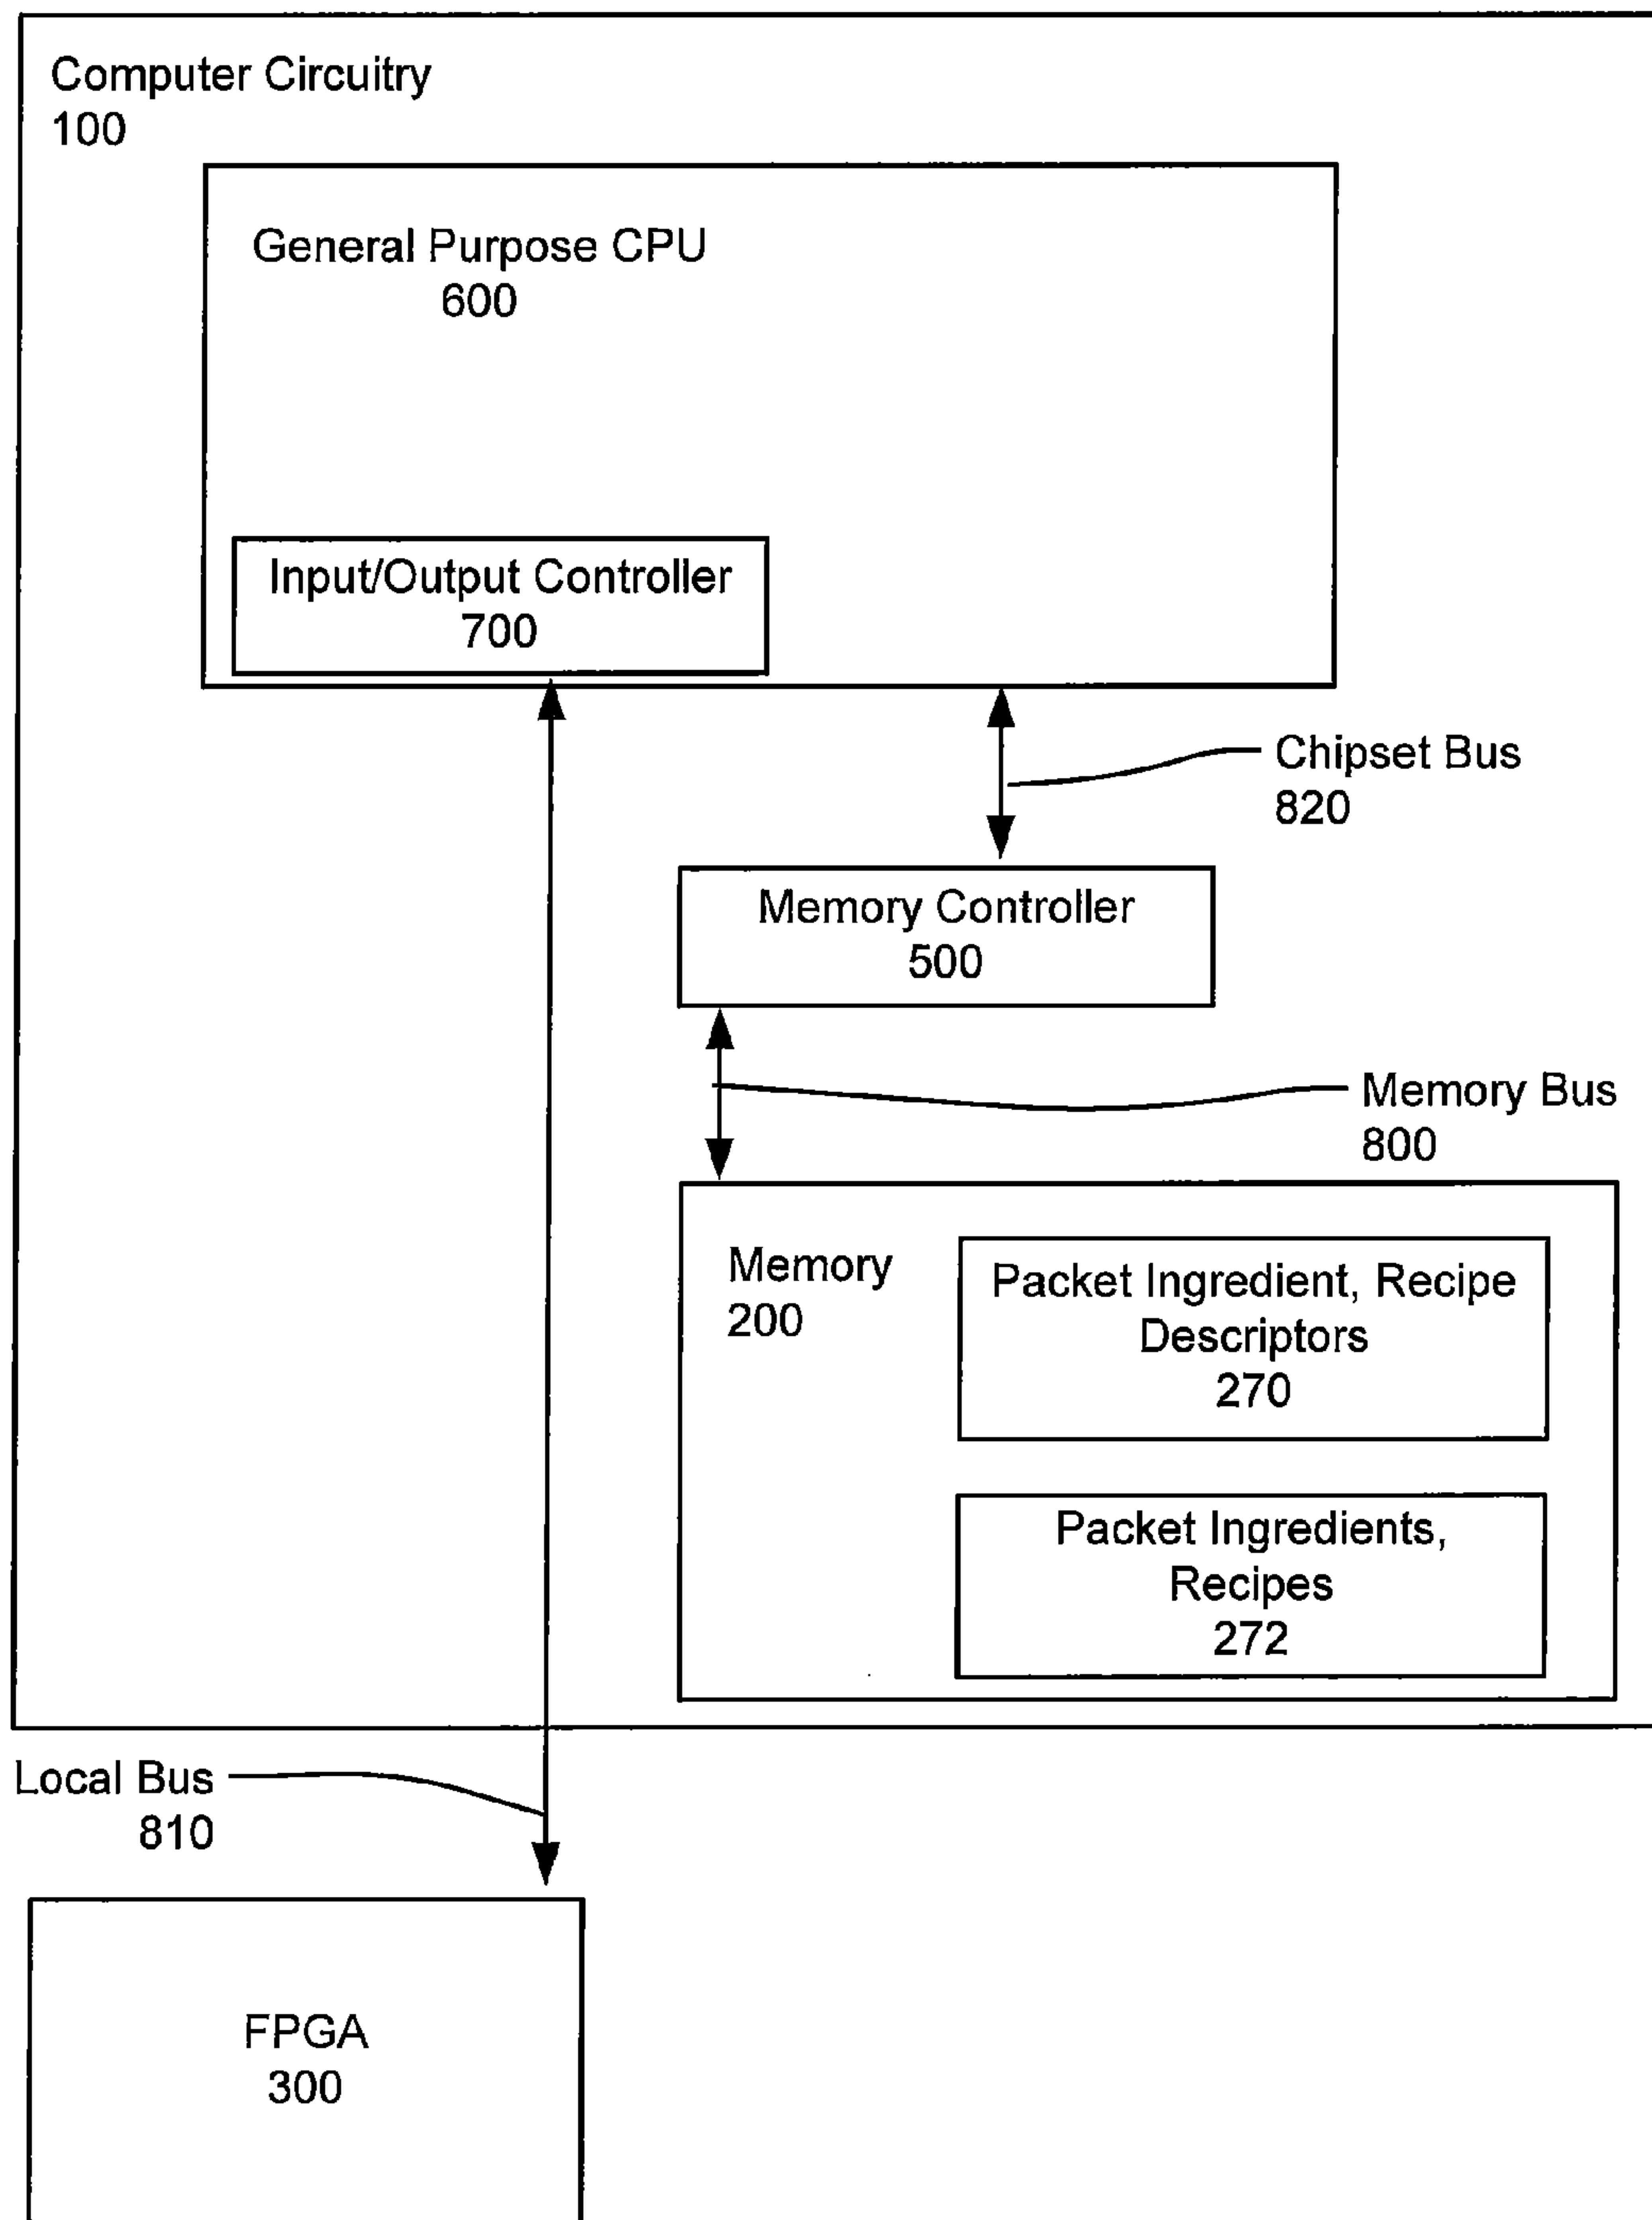 Computer Circuitry
100
General Purpose CPU
600
Input/Output Controller
700
Chipset Bus
820
Memory Controller
500
Memory Bus
800
Memory
200
Packet Ingredient, Recipe
Descriptors
270
Packet Ingredients,
Recipes
272
Local Bus
810
FPGA
300